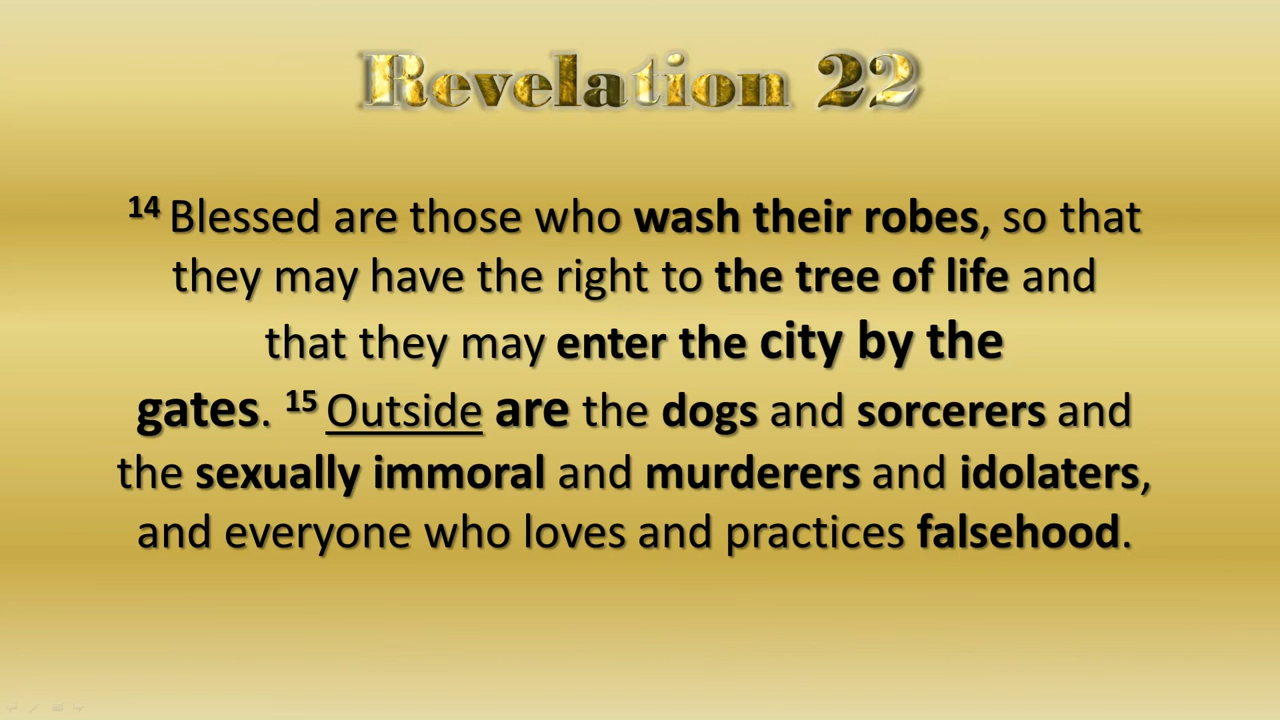 Revelation 22
14 Blessed are those who wash their robes, so that
they may have the right to the tree of life and
that they may enter the city by the
gates. 15 Outside are the dogs and sorcerers and
the sexually immoral and murderers and idolaters,
and everyone who loves and practices falsehood.